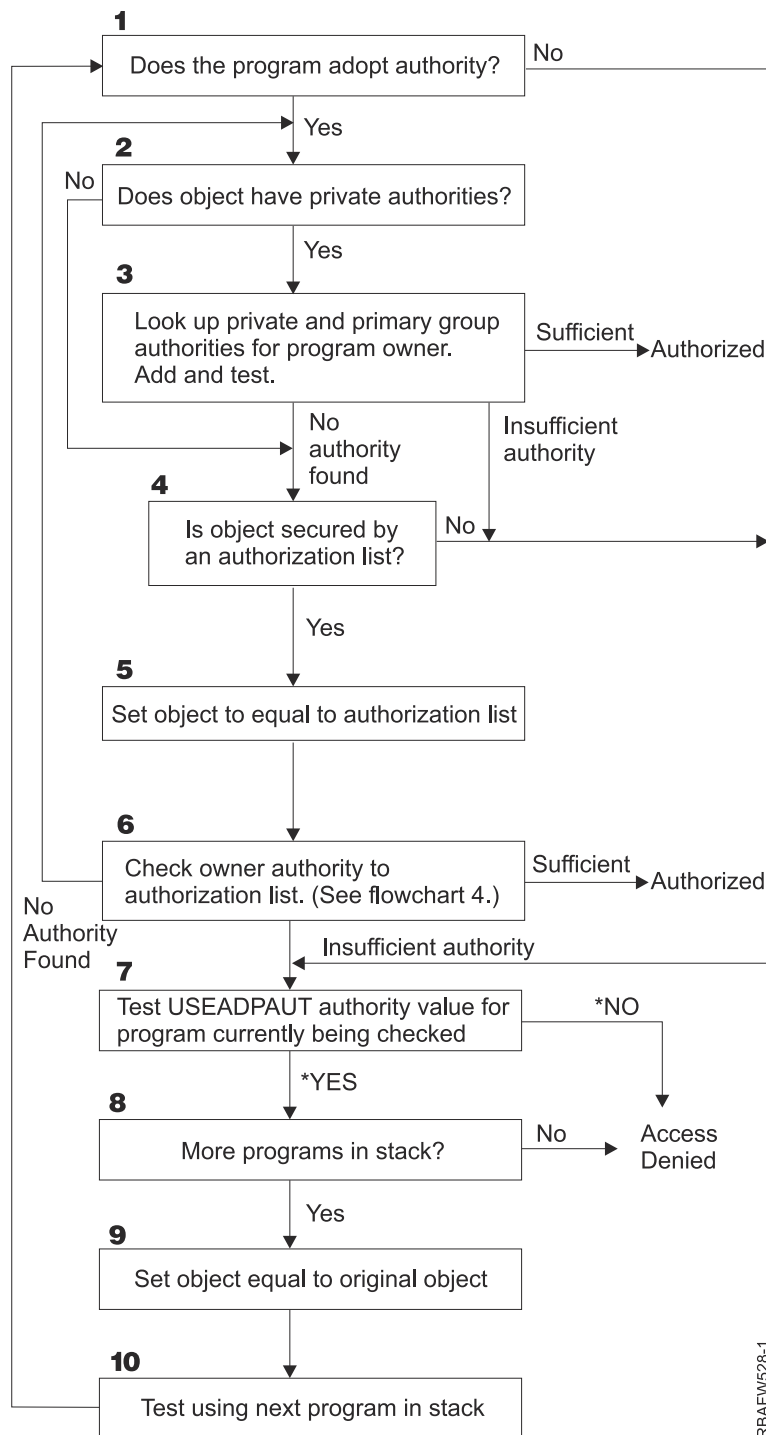 1
Does the program adopt authority?
No
Yes
2
No
Does object have private authorities?
Yes
3
Look up private and primary group
authorities for program owner.
Add and test.
Sufficient
Authorized
No
authority
found
Insufficient
authority
4
Is object secured by
an authorization list?
No
Yes
5
Set object to equal to authorization list
6
Check owner authority to
authorization list. (See flowchart 4.)
Sufficient
Authorized
No
Authority
Found
Insufficient authority
7
Test USEADPAUT authority value for
program currently being checked
*NO
*YES
8
More programs in stack?
No
Access
Denied
Yes
9
Set object equal to original object
10
Test using next program in stack
RBAFW528-1